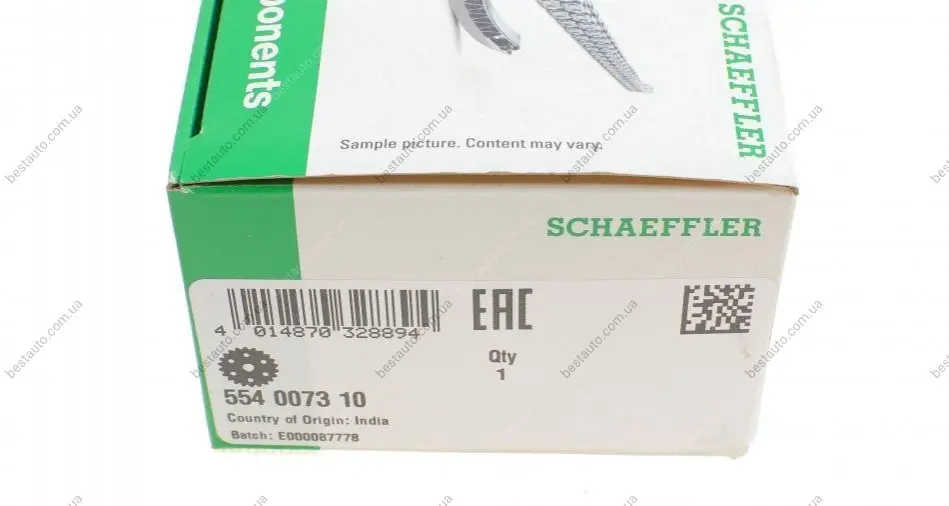 ponents
SCHAEFFLER
Sample picture. Content may vary.
SCHAEFFLER
4 014870 328894
EAC
Qty
1
554 0073 10
Country of Origin: India
Batch: E000087778
bestauto.com.ua